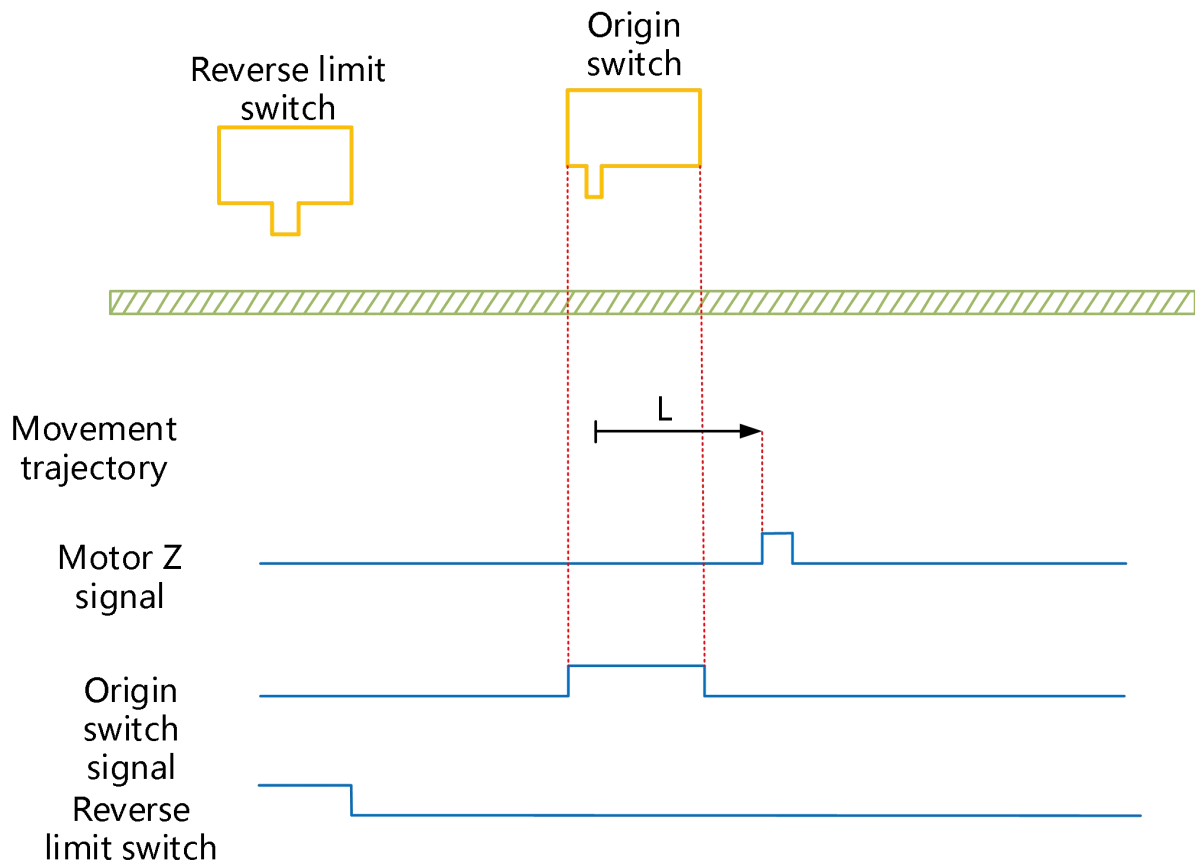 Origin
switch
Reverse limit
switch
L
Movement
trajectory
Motor Z
signal
Origin
switch
signal
Reverse
limit switch